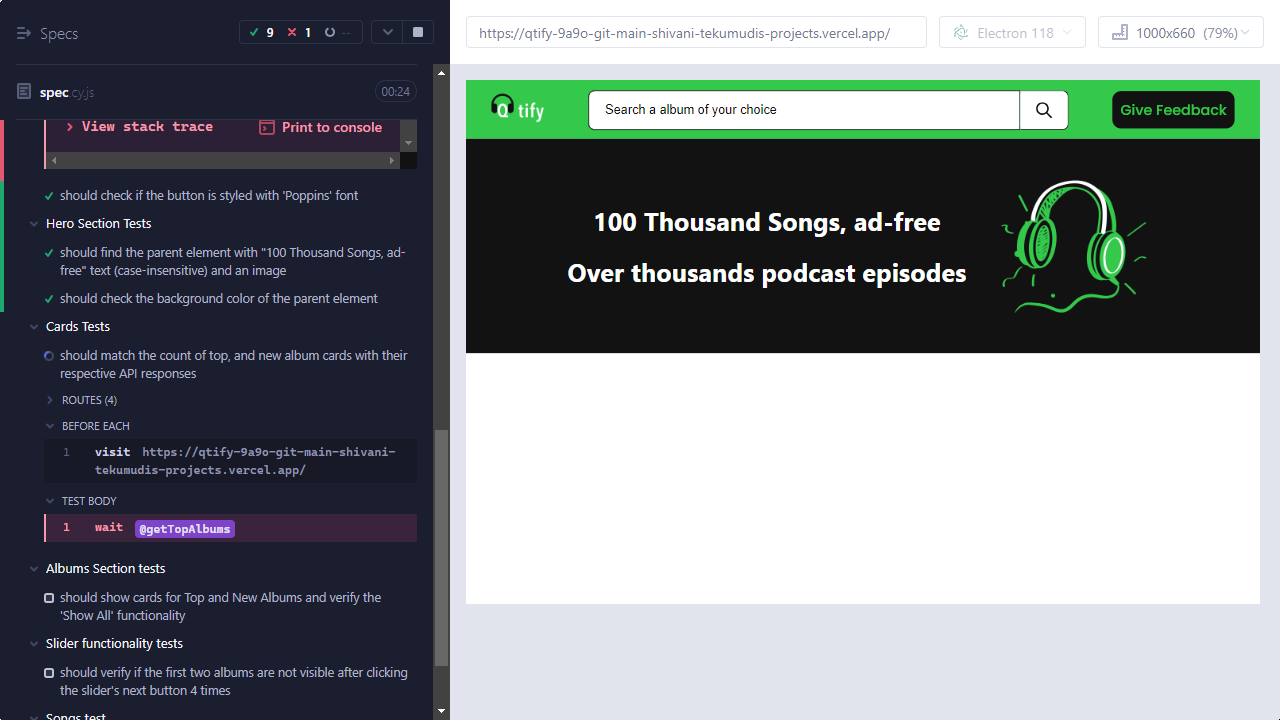 Specs
9
1
--
spec.cy.js
00:24
View stack trace
Print to console
should check if the button is styled with 'Poppins' font
Hero Section Tests
should find the parent element with "100 Thousand Songs, ad-
free" text (case-insensitive) and an image
should check the background color of the parent element
Cards Tests
should match the count of top, and new album cards with their
respective API responses
ROUTES (4)
BEFORE EACH
1 visit https://qtify-9a9o-git-main-shivani-
tekumudis-projects.vercel.app/
TEST BODY
1 wait @getTopAlbums
Albums Section tests
should show cards for Top and New Albums and verify the
'Show All' functionality
Slider functionality tests
should verify if the first two albums are not visible after clicking
the slider's next button 4 times
Songs test
https://qtify-9a9o-git-main-shivani-tekumudis-projects.vercel.app/
Electron 118
1000x660 (79%)
Qtify
Search a album of your choice
Give Feedback
100 Thousand Songs, ad-free
Over thousands podcast episodes